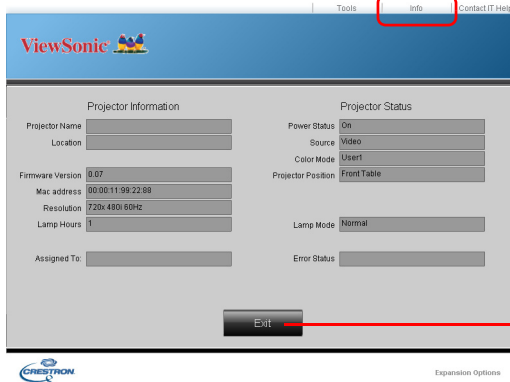 Tools Info Contact IT Help
ViewSonic
Projector Information
Projector Name
Location
Firmware Version 0.07
Mac address 00:00:11:99:22:88
Resolution 720x 480i 60Hz
Lamp Hours 1
Assigned To:
Projector Status
Power Status On
Source Video
Color Mode User1
Projector Position Front Table
Lamp Mode Normal
Error Status
Exit
CRESTRON
Expansion Options